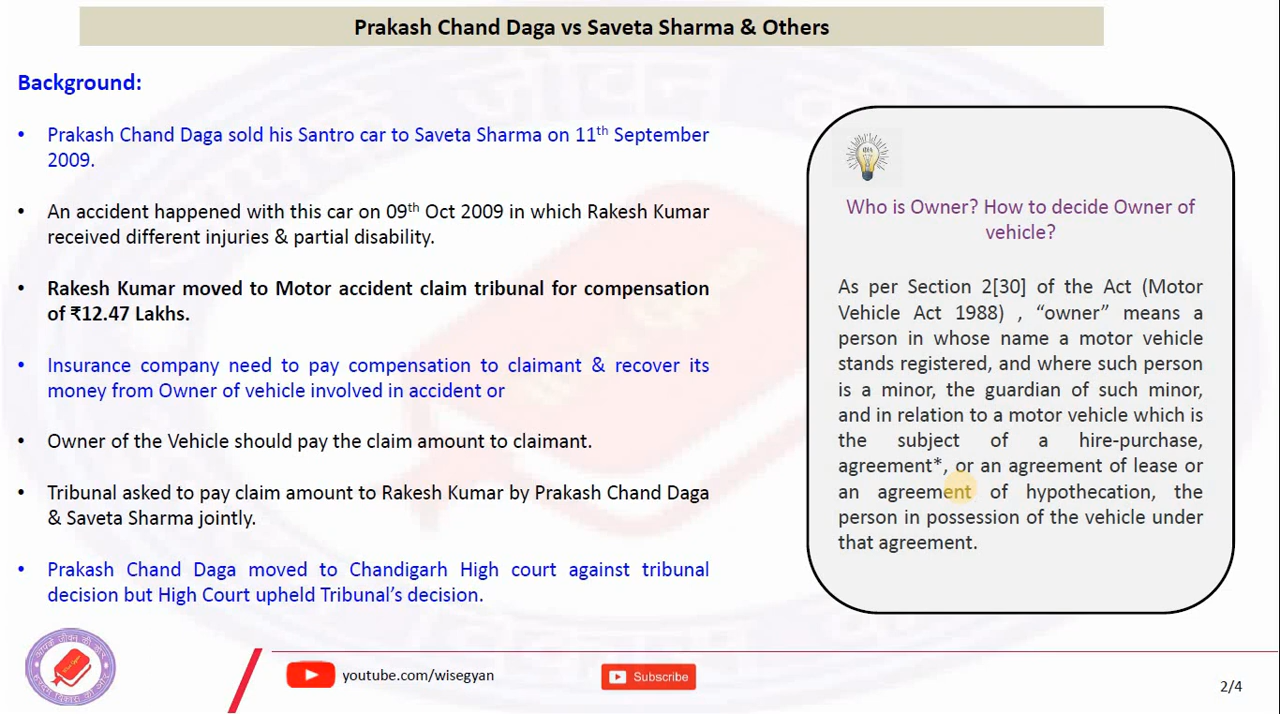 Prakash Chand Daga vs Saveta Sharma & Others
Background:
• Prakash Chand Daga sold his Santro car to Saveta Sharma on 11th September
2009.
• An accident happened with this car on 09th Oct 2009 in which Rakesh Kumar
received different injuries & partial disability.
• Rakesh Kumar moved to Motor accident claim tribunal for compensation
of ₹12.47 Lakhs.
• Insurance company need to pay compensation to claimant & recover its
money from Owner of vehicle involved in accident or
• Owner of the Vehicle should pay the claim amount to claimant.
• Tribunal asked to pay claim amount to Rakesh Kumar by Prakash Chand Daga
& Saveta Sharma jointly.
• Prakash Chand Daga moved to Chandigarh High court against tribunal
decision but High Court upheld Tribunal’s decision.
Who is Owner? How to decide Owner of
vehicle?
As per Section 2[30] of the Act (Motor
Vehicle Act 1988) , “owner” means a
person in whose name a motor vehicle
stands registered, and where such person
is a minor, the guardian of such minor,
and in relation to a motor vehicle which is
the subject of a hire-purchase,
agreement*, or an agreement of lease or
an agreement of hypothecation, the
person in possession of the vehicle under
that agreement.
youtube.com/wisegyan
Subscribe
2/4